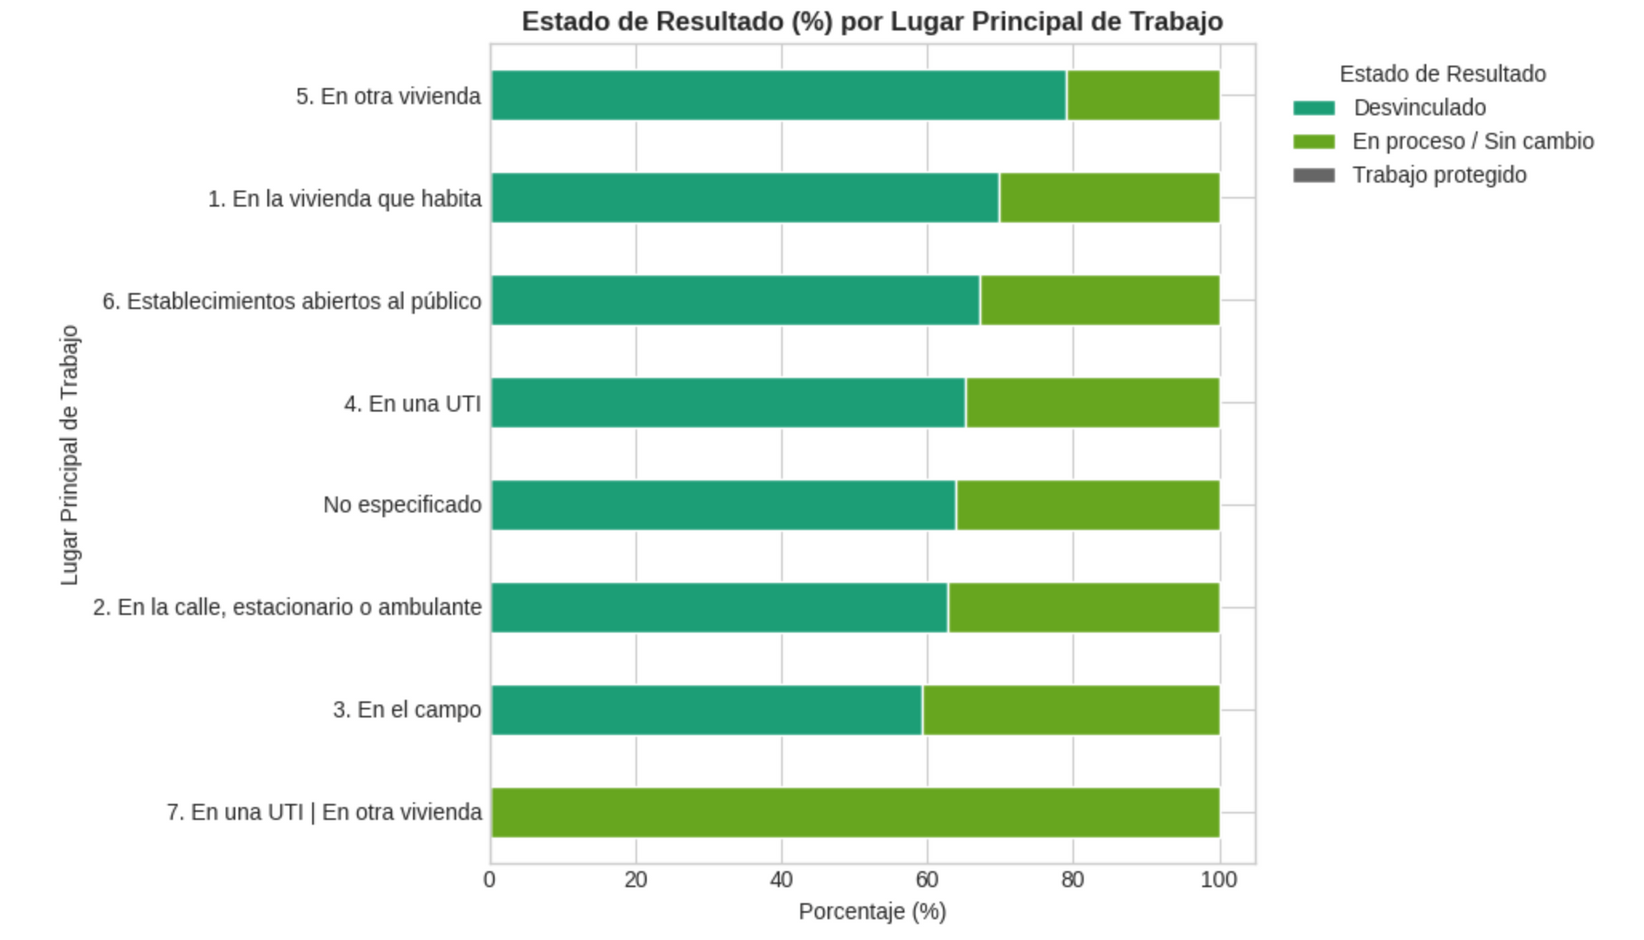 Estado de Resultado (%) por Lugar Principal de Trabajo
Estado de Resultado
Desvinculado
En proceso / Sin cambio
Trabajo protegido
Lugar Principal de Trabajo
5. En otra vivienda
1. En la vivienda que habita
6. Establecimientos abiertos al público
4. En una UTI
No especificado
2. En la calle, estacionario o ambulante
3. En el campo
7. En una UTI | En otra vivienda
0 20 40 60 80 100
Porcentaje (%)